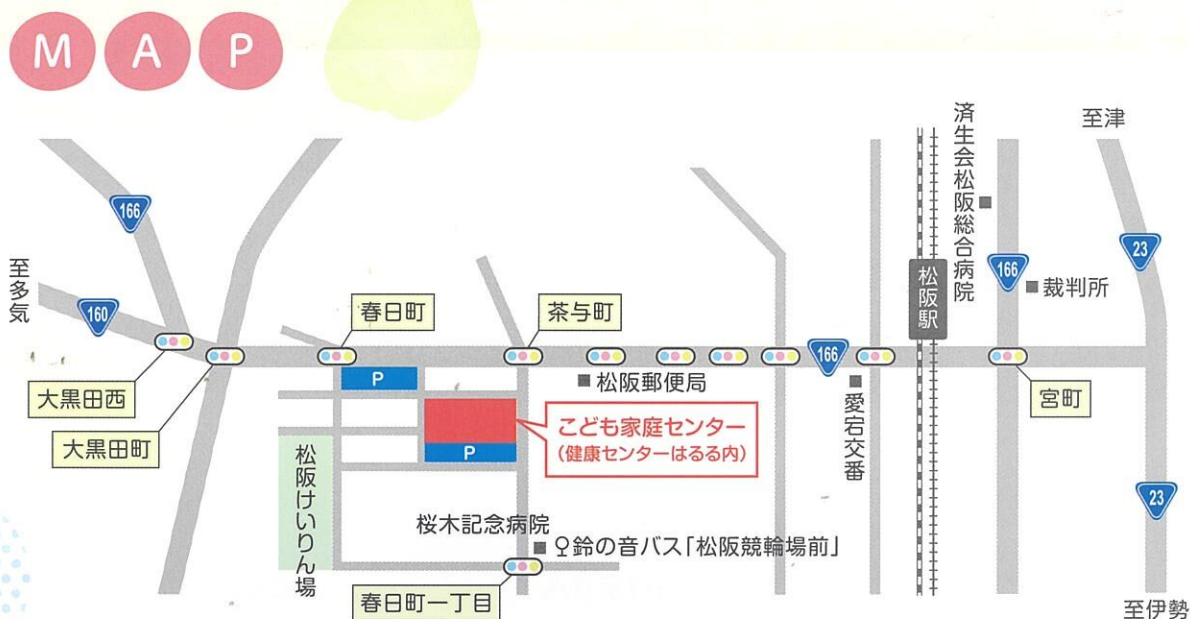 MAP
至津
済生会松阪総合病院
166
23
至多気
160
春日町
茶与町
松阪駅
166
裁判所
松阪郵便局
166
大黒田西
大黒田町
P
こども家庭センター
(健康センターはるる内)
P
愛宕交番
宮町
松阪けいりん場
23
桜木記念病院
鈴の音バス「松阪競輪場前」
春日町一丁目
至伊勢